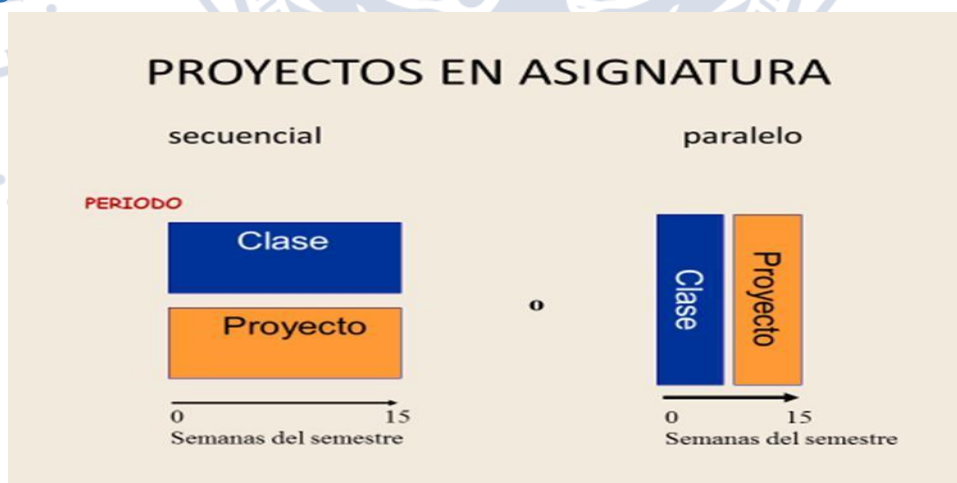 PROYECTOS EN ASIGNATURA
secuencial
paralelo
PERIODO
Clase
Proyecto
0 15
Semanas del semestre
o
Clase
Proyecto
0 15
Semanas del semestre